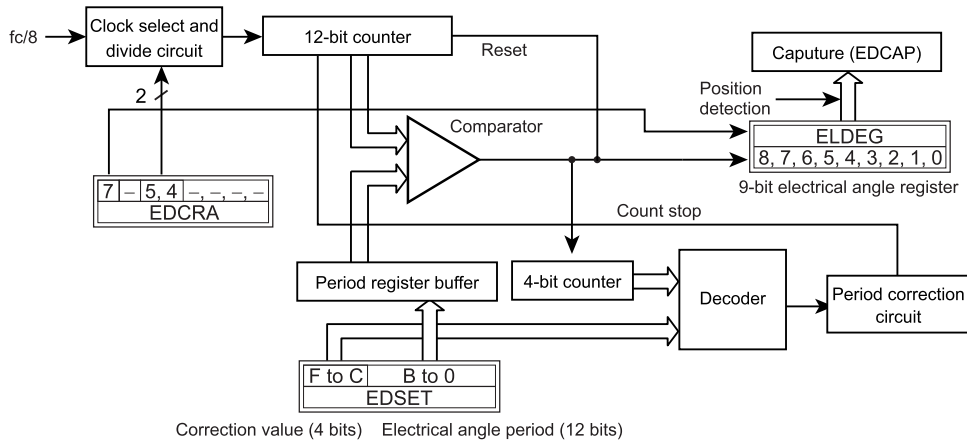 fc/8
Clock select and
divide circuit
12-bit counter
Reset
Caputure (EDCAP)
2
Position
detection
Comparator
ELDEG
8, 7, 6, 5, 4, 3, 2, 1, 0
9-bit electrical angle register
7 – 5, 4 –, –, –, –
EDCRA
Count stop
Period register buffer
4-bit counter
Decoder
Period correction
circuit
F to C B to 0
EDSET
Correction value (4 bits) Electrical angle period (12 bits)